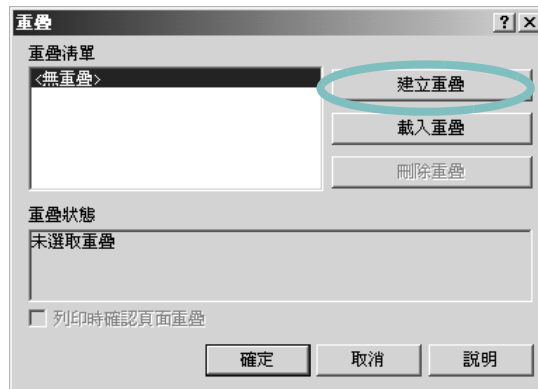 重疊
重疊清單
<無重疊>
建立重疊
載入重疊
刪除重疊
重疊狀態
未選取重疊
列印時確認頁面重疊
確定 取消 說明